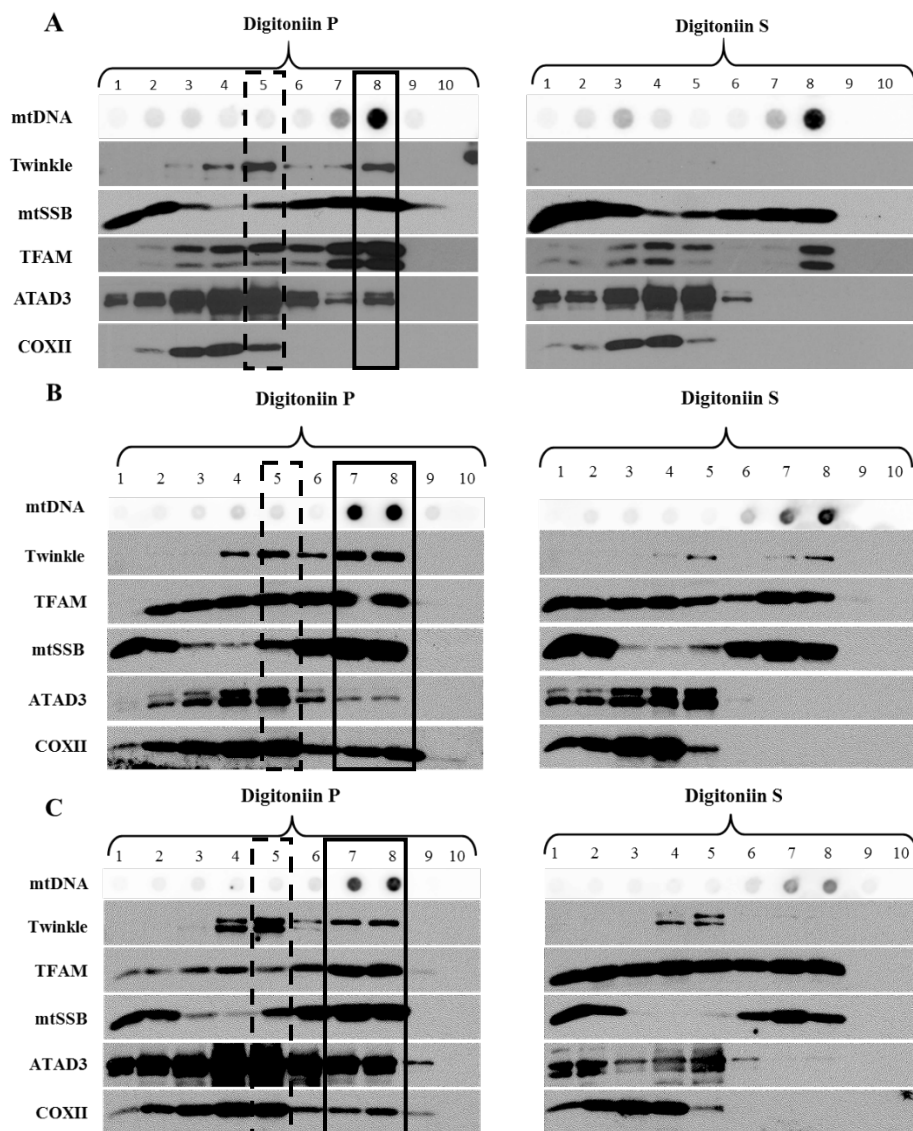 A
Digitoniin P
Digitoniin S
1 2 3 4 5 6 7 8 9 10
1 2 3 4 5 6 7 8 9 10
mtDNA
Twinkle
mtSSB
TFAM
ATAD3
COXII
B
Digitoniin P
Digitoniin S
1 2 3 4 5 6 7 8 9 10
1 2 3 4 5 6 7 8 9 10
mtDNA
Twinkle
TFAM
mtSSB
ATAD3
COXII
C
Digitoniin P
Digitoniin S
1 2 3 4 5 6 7 8 9 10
1 2 3 4 5 6 7 8 9 10
mtDNA
Twinkle
TFAM
mtSSB
ATAD3
COXII